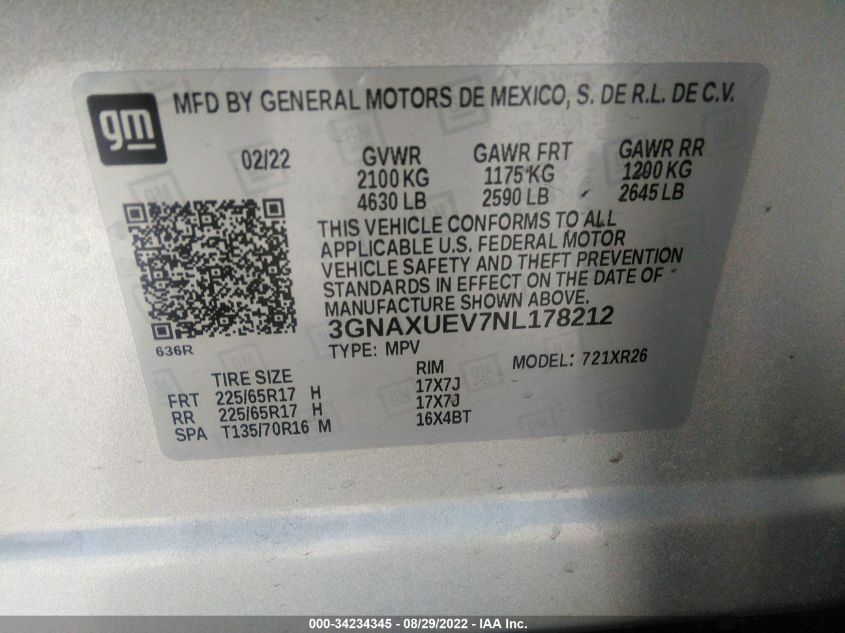 gm
MFD BY GENERAL MOTORS DE MEXICO, S. DE R.L. DE C.V.
02/22 GVWR GAWR FRT GAWR RR
2100 KG 1175 KG 1200 KG
4630 LB 2590 LB 2645 LB
THIS VEHICLE CONFORMS TO ALL
APPLICABLE U.S. FEDERAL MOTOR
VEHICLE SAFETY AND THEFT PREVENTION
STANDARDS IN EFFECT ON THE DATE OF
MANUFACTURE SHOWN ABOVE.
3GNAXUEV7NL178212
636R
TYPE: MPV MODEL: 721XR26
TIRE SIZE RIM
FRT 225/65R17 H 17X7J
RR 225/65R17 H 17X7J
SPA T135/70R16 M 16X4BT
000-34234345 - 08/29/2022 - IAA Inc.